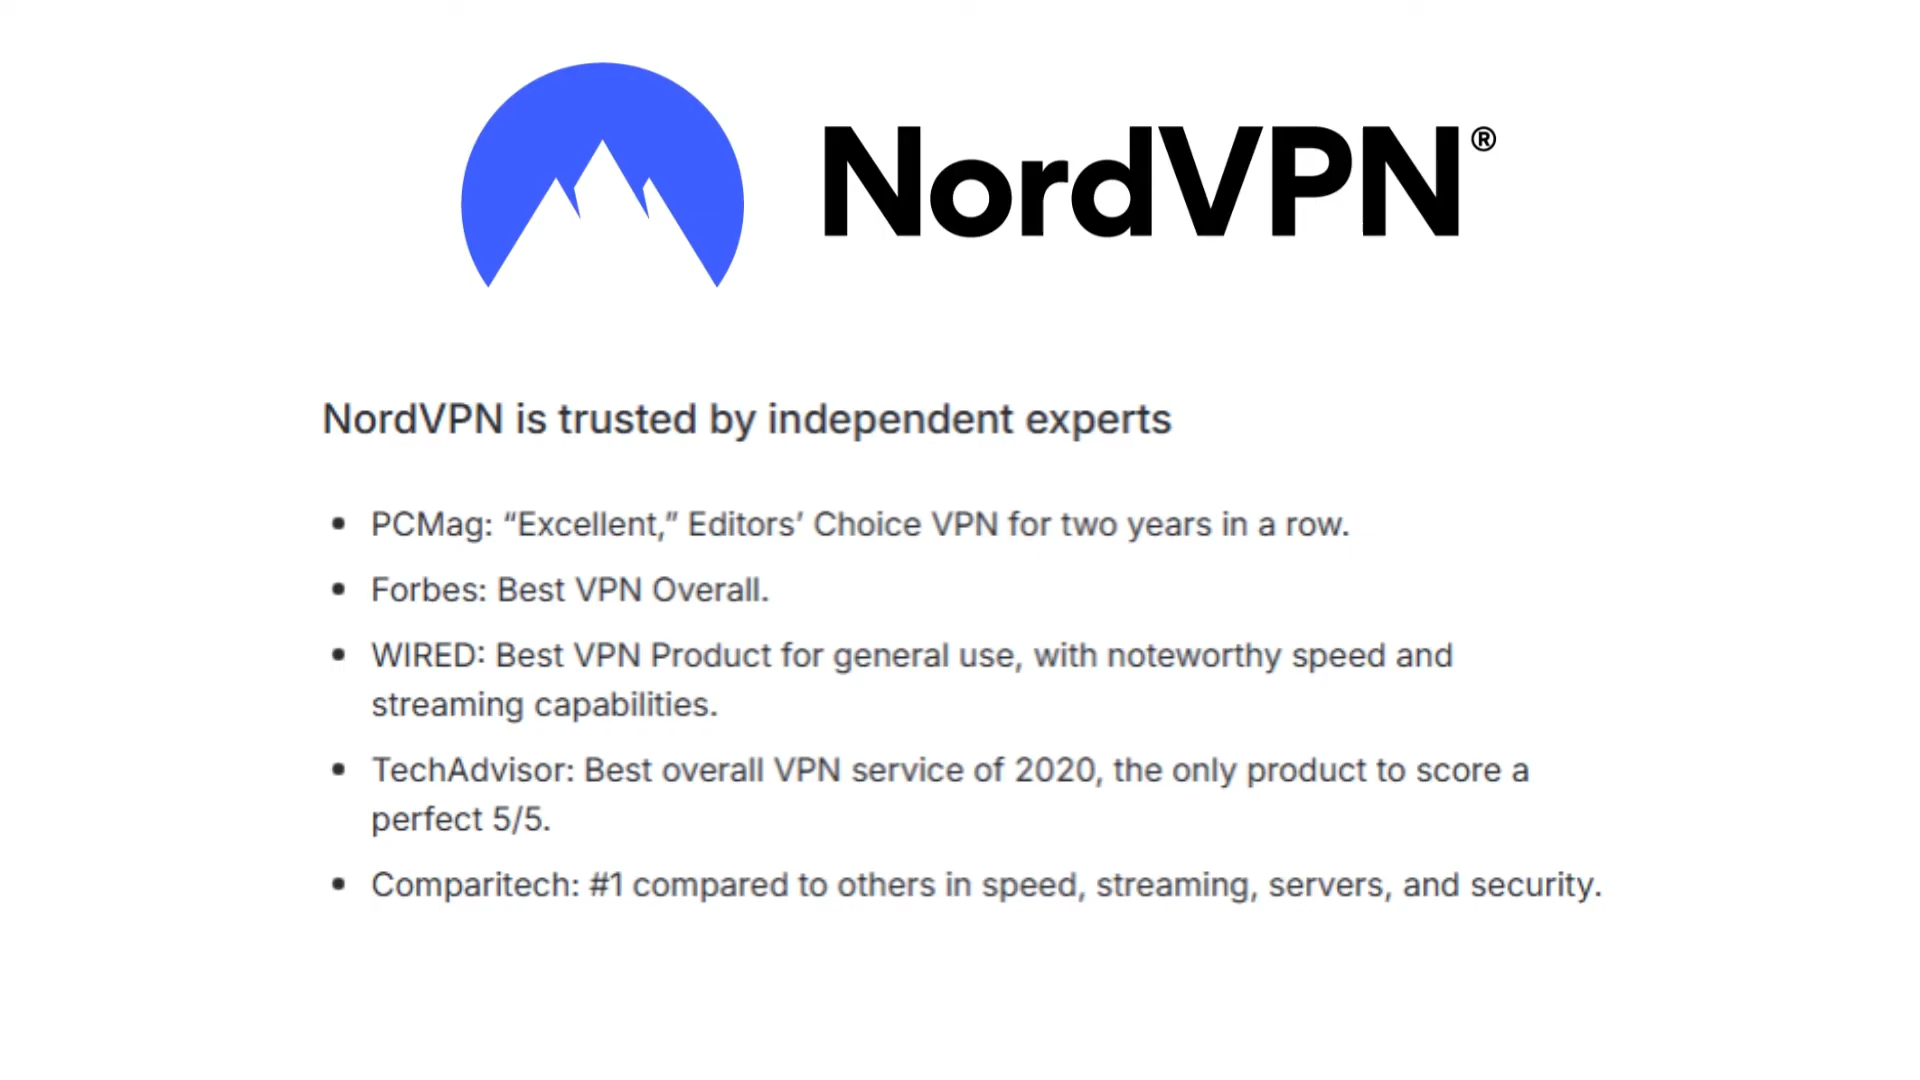 NordVPN®
NordVPN is trusted by independent experts
• PCMag: “Excellent,” Editors’ Choice VPN for two years in a row.
• Forbes: Best VPN Overall.
• WIRED: Best VPN Product for general use, with noteworthy speed and
streaming capabilities.
• TechAdvisor: Best overall VPN service of 2020, the only product to score a
perfect 5/5.
• Comparitech: #1 compared to others in speed, streaming, servers, and security.